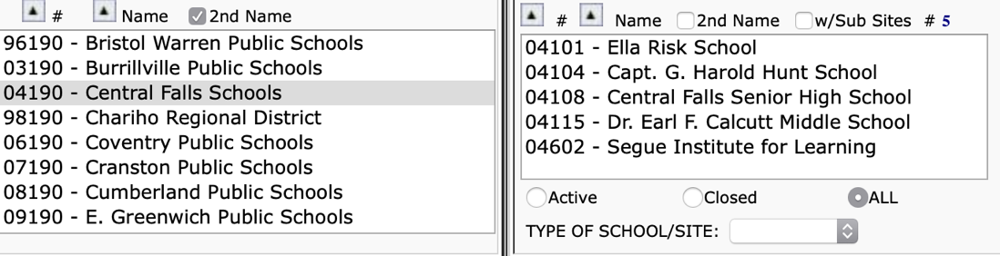 # Name 2nd Name
96190 - Bristol Warren Public Schools
03190 - Burrillville Public Schools
04190 - Central Falls Schools
98190 - Chariho Regional District
06190 - Coventry Public Schools
07190 - Cranston Public Schools
08190 - Cumberland Public Schools
09190 - E. Greenwich Public Schools
# Name 2nd Name w/Sub Sites # 5
04101 - Ella Risk School
04104 - Capt. G. Harold Hunt School
04108 - Central Falls Senior High School
04115 - Dr. Earl F. Calcutt Middle School
04602 - Segue Institute for Learning
Active Closed ALL
TYPE OF SCHOOL/SITE: